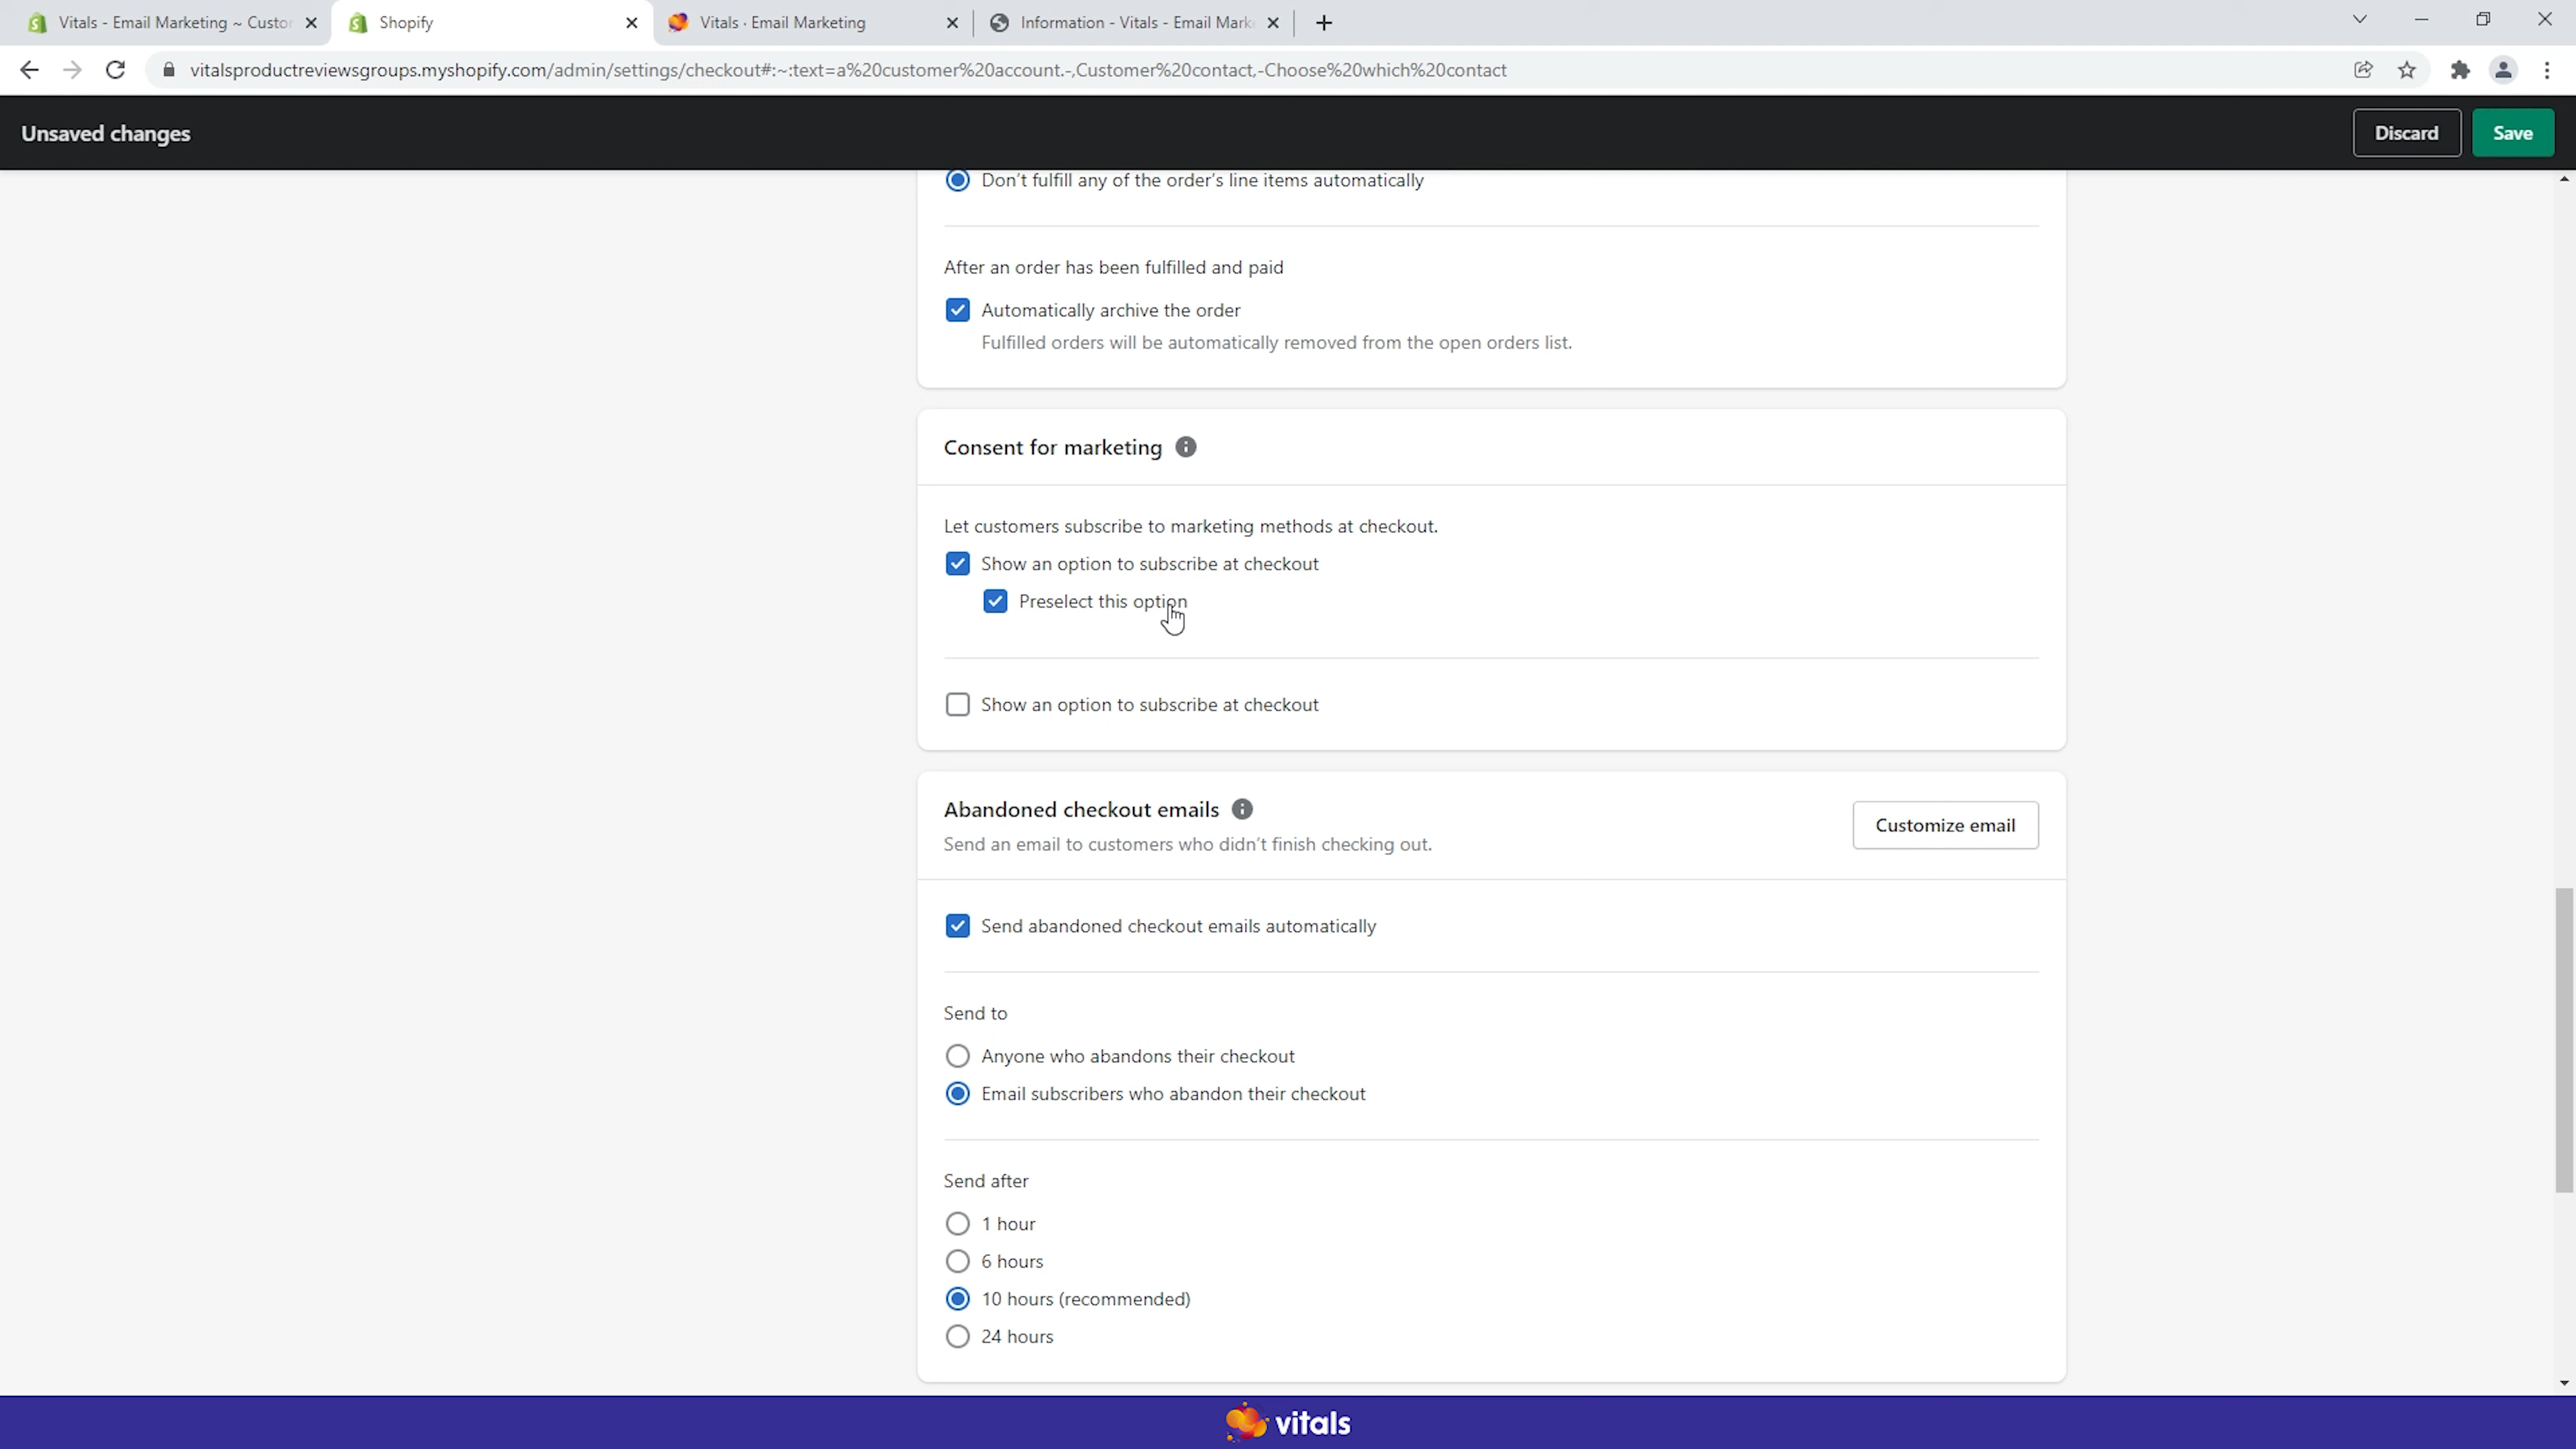 Vitals - Email Marketing ~ Custor
Shopify
Vitals · Email Marketing
Information - Vitals - Email Mark
vitalsproductreviewsgroups.myshopify.com/admin/settings/checkout#:~:text=a%20customer%20account.-,Customer%20contact,-Choose%20which%20contact
Unsaved changes
Discard
Save
Don't fulfill any of the order's line items automatically
After an order has been fulfilled and paid
Automatically archive the order
Fulfilled orders will be automatically removed from the open orders list.
Consent for marketing
Let customers subscribe to marketing methods at checkout.
Show an option to subscribe at checkout
Preselect this option
Show an option to subscribe at checkout
Abandoned checkout emails
Send an email to customers who didn't finish checking out.
Customize email
Send abandoned checkout emails automatically
Send to
Anyone who abandons their checkout
Email subscribers who abandon their checkout
Send after
1 hour
6 hours
10 hours (recommended)
24 hours
vitals